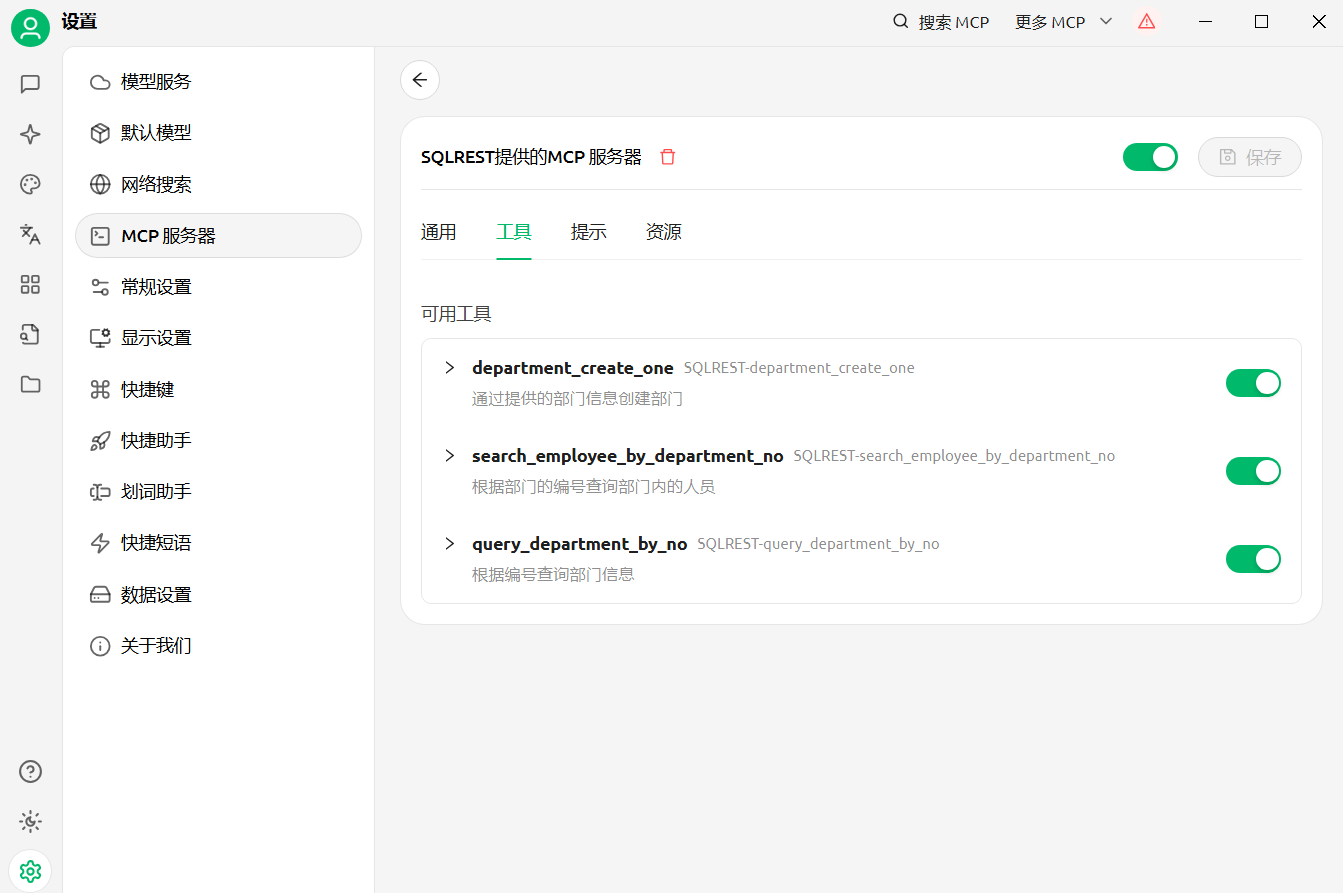 设置
搜索 MCP
更多 MCP
模型服务
默认模型
网络搜索
MCP 服务器
常规设置
显示设置
快捷键
快捷助手
划词助手
快捷短语
数据设置
关于我们
SQLREST提供的MCP 服务器
保存
通用
工具
提示
资源
可用工具
department_create_one SQLREST-department_create_one
通过提供的部门信息创建部门
search_employee_by_department_no SQLREST-search_employee_by_department_no
根据部门的编号查询部门内的人员
query_department_by_no SQLREST-query_department_by_no
根据编号查询部门信息